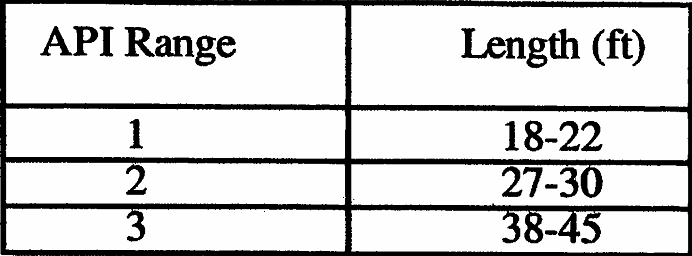 API Range Length (ft)
1 18-22
2 27-30
3 38-45